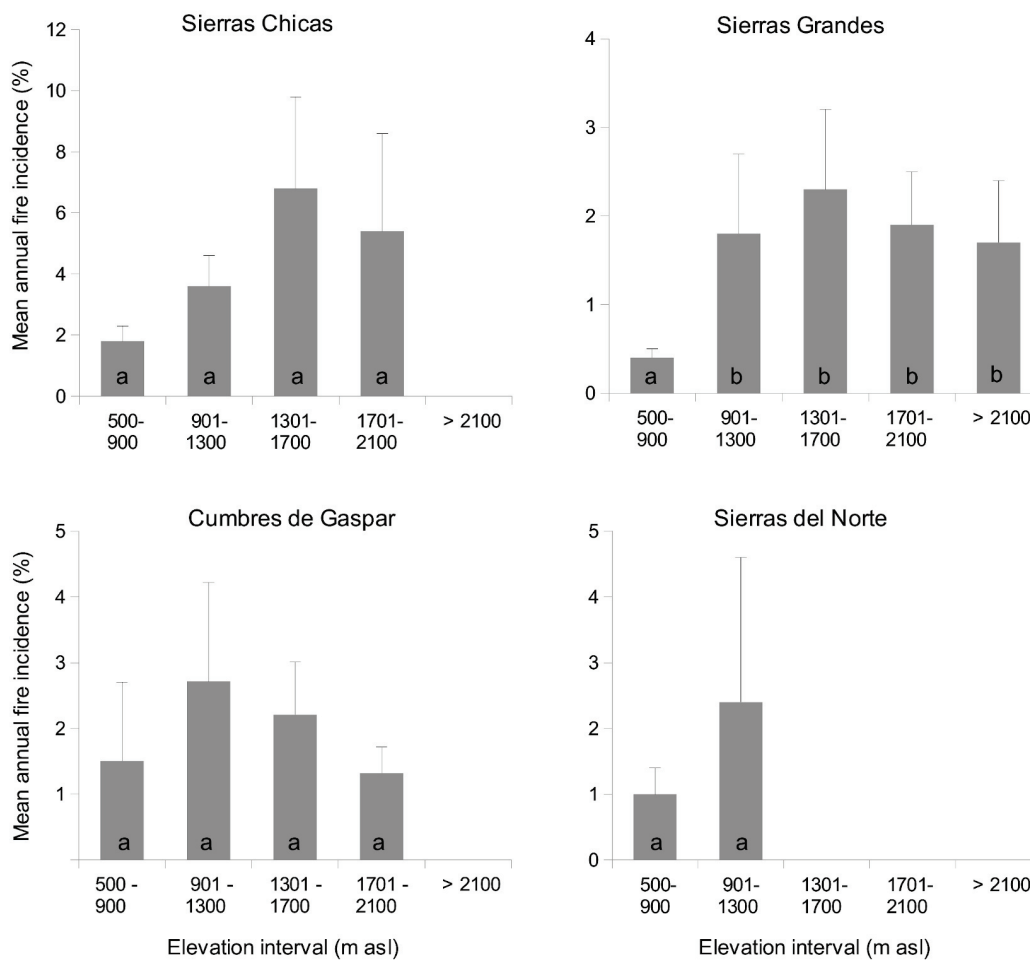 Sierras Chicas
Mean annual fire incidence (%)
12
10
8
6
4
2
0
a
a
a
a
500-
900
901-
1300
1301-
1700
1701-
2100
> 2100
Sierras Grandes
4
3
2
1
0
a
b
b
b
b
500-
900
901-
1300
1301-
1700
1701-
2100
> 2100
Cumbres de Gaspar
Mean annual fire incidence (%)
5
4
3
2
1
a
a
a
a
500 -
900
901 -
1300
1301 -
1700
1701 -
2100
> 2100
Elevation interval (m asl)
Sierras del Norte
5
4
3
2
1
0
a
a
500-
900
901-
1300
1301-
1700
1701-
2100
> 2100
Elevation interval (m asl)